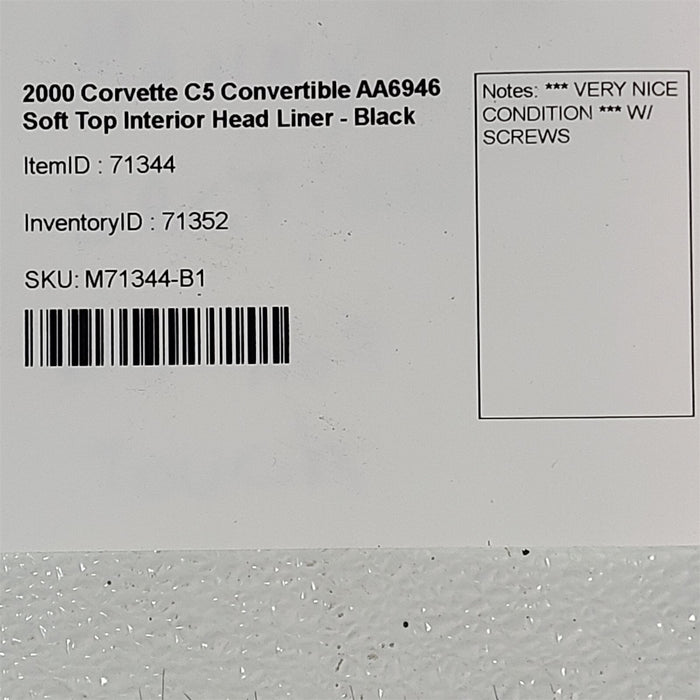 2000 Corvette C5 Convertible AA6946
Soft Top Interior Head Liner - Black
ItemID : 71344
InventoryID : 71352
SKU: M71344-B1
Notes: *** VERY NICE
CONDITION *** W/
SCREWS